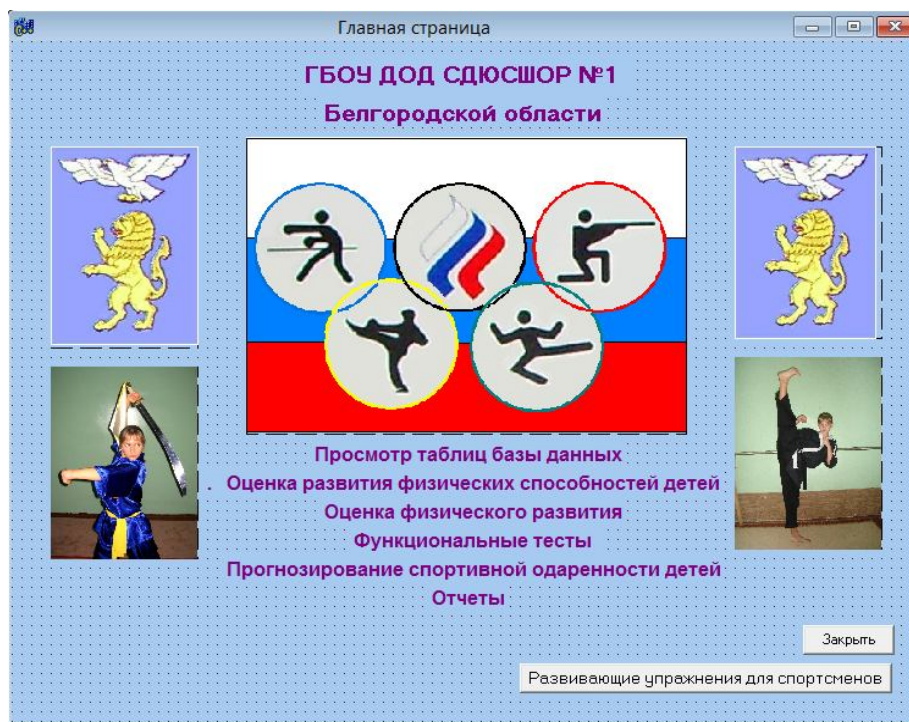 Главная страница
ГБОУ ДОД СДЮСШОР №1
Белгородской области
Просмотр таблиц базы данных
Оценка развития физических способностей детей
Оценка физического развития
Функциональные тесты
Прогнозирование спортивной одаренности детей
Отчеты
Закрыть
Развивающие упражнения для спортсменов